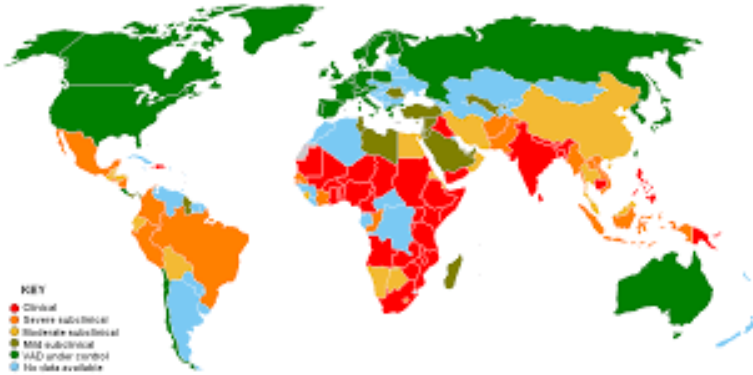 KEY
Clinical
Severe subclinical
Moderate subclinical
Mild subclinical
VAD under control
No data available